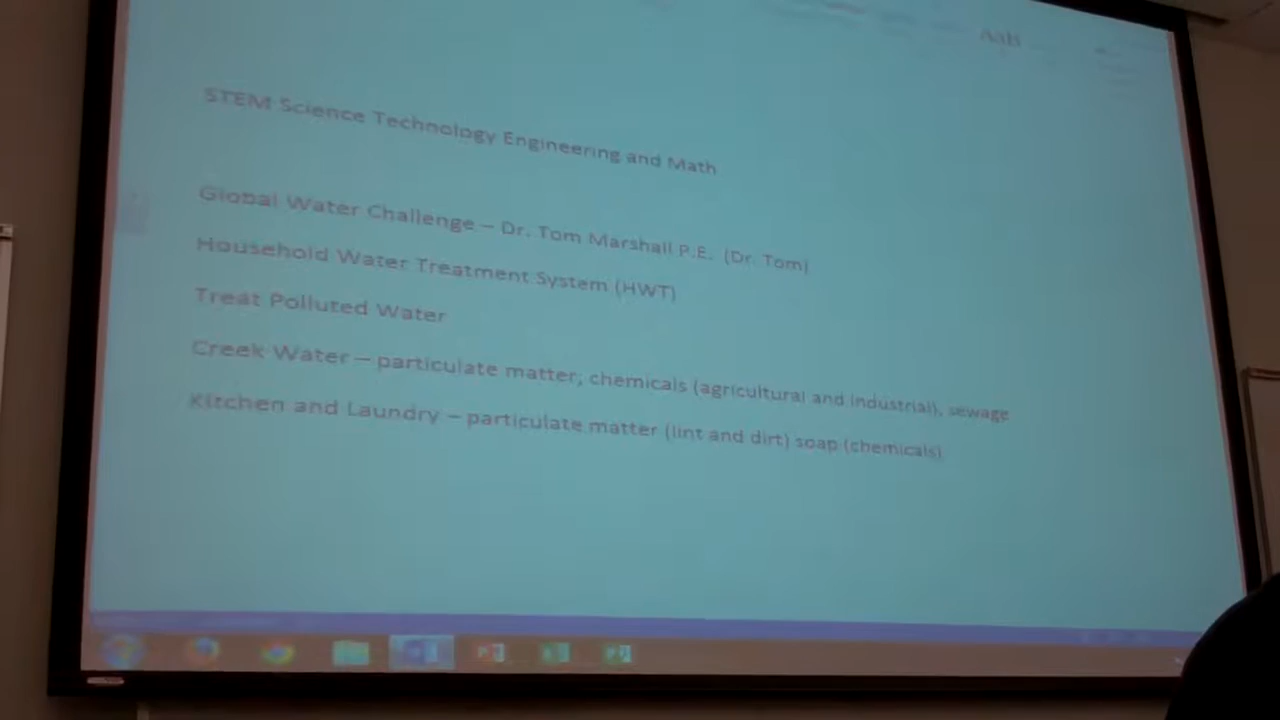 STEM Science Technology Engineering and Math
Global Water Challenge – Dr. Tom Marshall P.E. (Dr. Tom)
Household Water Treatment System (HWT)
Treat Polluted Water
Creek Water – particulate matter, chemicals (agricultural and industrial), sewage
Kitchen and Laundry – particulate matter (lint and dirt) soap (chemicals)